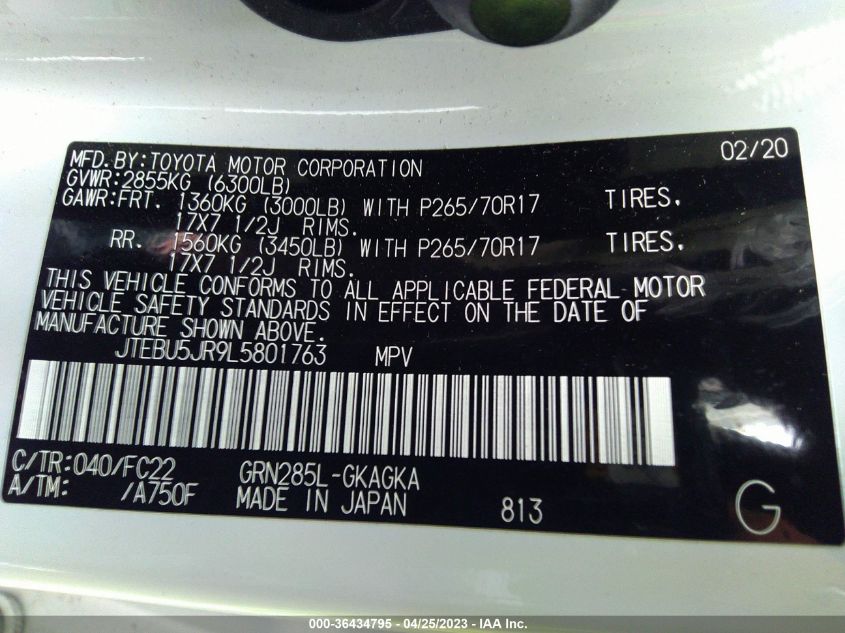 MFD.BY:TOYOTA MOTOR CORPORATION 02/20
GVWR:2855KG (6300LB)
GAWR:FRT. 1360KG (3000LB) WITH P265/70R17 TIRES.
17X7 1/2J RIMS.
RR. 1560KG (3450LB) WITH P265/70R17 TIRES.
17X7 1/2J RIMS.
THIS VEHICLE CONFORMS TO ALL APPLICABLE FEDERAL MOTOR
VEHICLE SAFETY STANDARDS IN EFFECT ON THE DATE OF
MANUFACTURE SHOWN ABOVE.
JTEBU5JR9L5801763 MPV
C/TR:040/FC22 GRN285L-GKAGKA
A/TM: /A750F MADE IN JAPAN 813 G
000-36434795 - 04/25/2023 - IAA Inc.